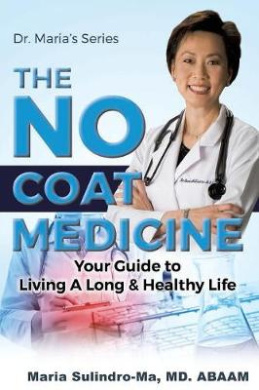 Dr. Maria's Series
THE
NO
COAT
MEDICINE
Your Guide to
Living A Long & Healthy Life
Maria Sulindro-Ma, MD. ABAAM